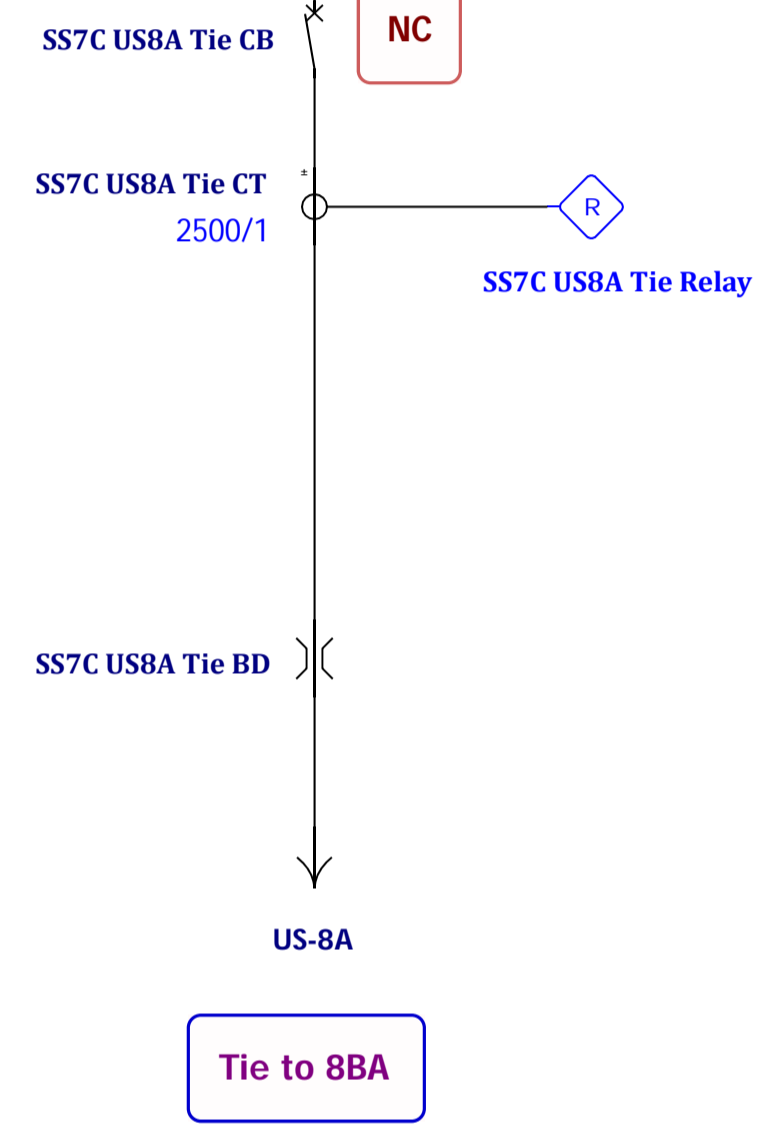 SS7C US8A Tie CB
NC
SS7C US8A Tie CT
±
2500/1
R
SS7C US8A Tie Relay
SS7C US8A Tie BD
US-8A
Tie to 8BA